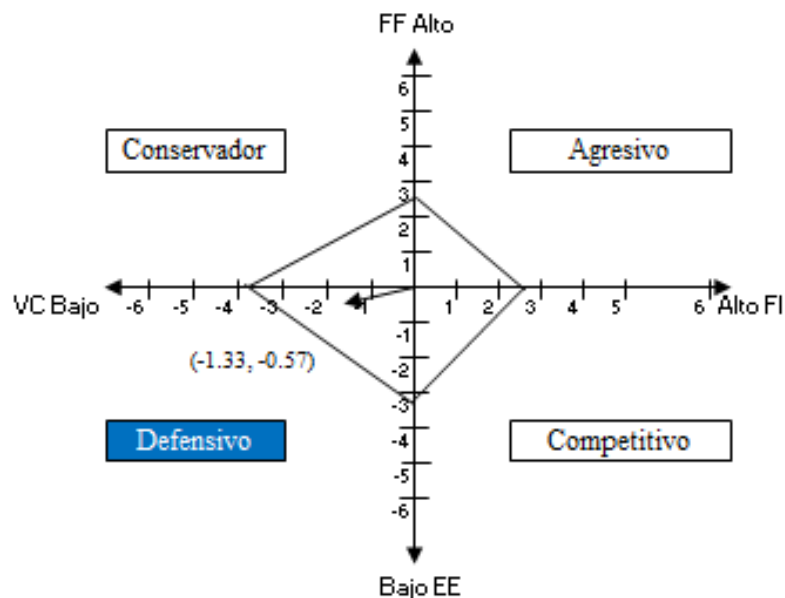 FF Alto
6
5
Conservador
Agresivo
4
3
2
1
VC Bajo
-6 -5 -4 -3 -2 -1
1 2 3 4 5 6
Alto FI
-1
(-1.33, -0.57)
-2
-3
Defensivo
Competitivo
-4
-5
-6
Bajo EE